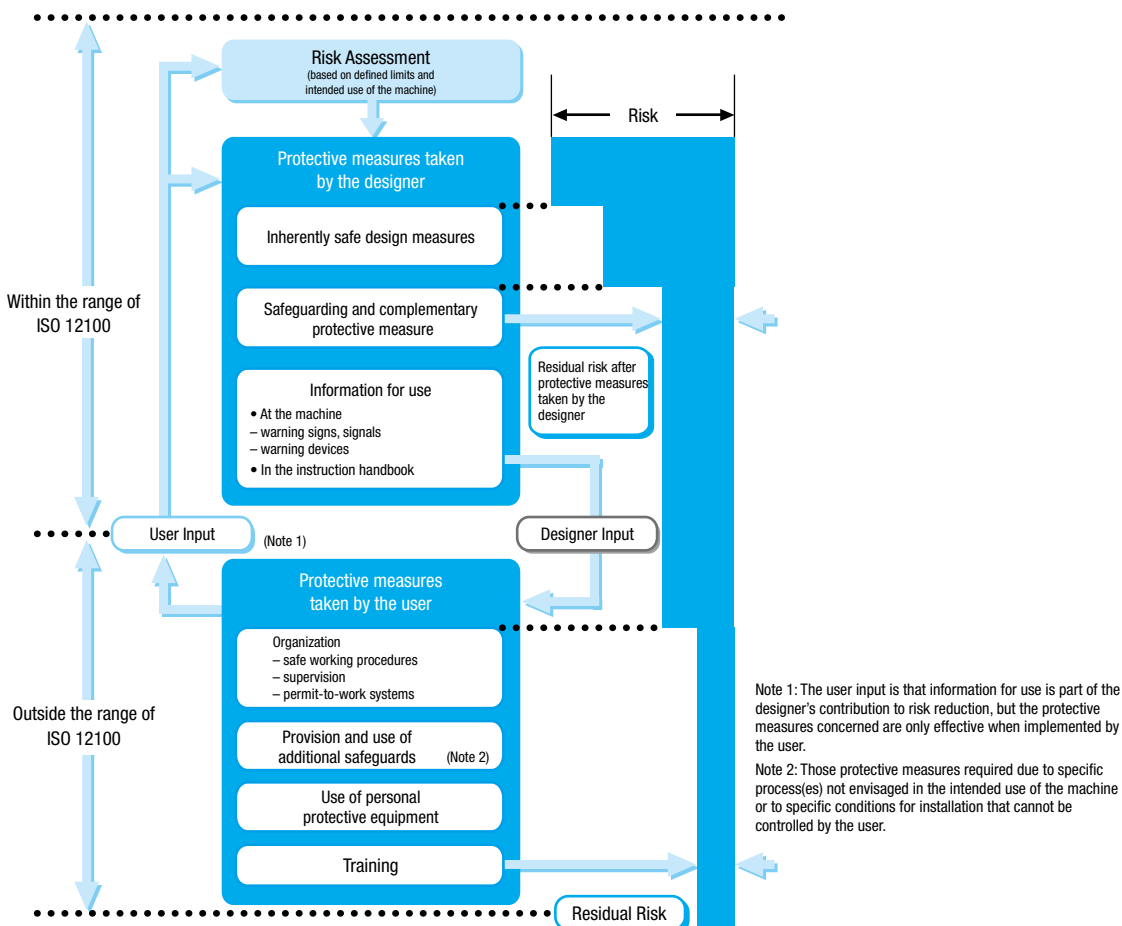 Risk Assessment
(based on defined limits and
intended use of the machine)
Risk
Protective measures taken
by the designer
Inherently safe design measures
Safeguarding and complementary
protective measure
Within the range of
ISO 12100
Residual risk after
protective measures
taken by the
designer
Information for use
• At the machine
– warning signs, signals
– warning devices
• In the instruction handbook
User Input
(Note 1)
Designer Input
Protective measures
taken by the user
Organization
– safe working procedures
– supervision
– permit-to-work systems
Outside the range of
ISO 12100
Provision and use of
additional safeguards (Note 2)
Use of personal
protective equipment
Training
Residual Risk
Note 1: The user input is that information for use is part of the
designer's contribution to risk reduction, but the protective
measures concerned are only effective when implemented by
the user.
Note 2: Those protective measures required due to specific
process(es) not envisaged in the intended use of the machine
or to specific conditions for installation that cannot be
controlled by the user.